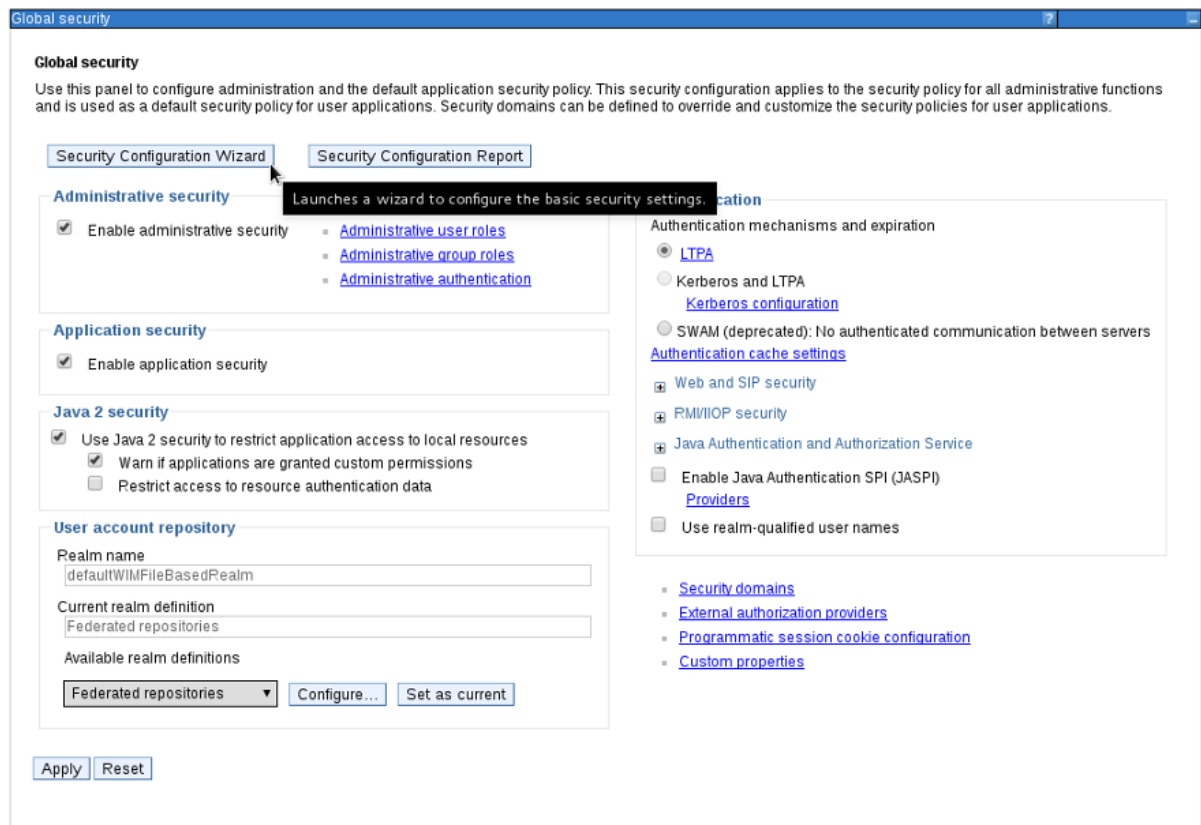 Global security
?
Global security
Use this panel to configure administration and the default application security policy. This security configuration applies to the security policy for all administrative functions
and is used as a default security policy for user applications. Security domains can be defined to override and customize the security policies for user applications.
Security Configuration Wizard
Security Configuration Report
Launches a wizard to configure the basic security settings.
Administrative security
Enable administrative security
Administrative user roles
Administrative group roles
Administrative authentication
Application security
Enable application security
Java 2 security
Use Java 2 security to restrict application access to local resources
Warn if applications are granted custom permissions
Restrict access to resource authentication data
User account repository
Realm name
defaultWIMFileBasedRealm
Current realm definition
Federated repositories
Available realm definitions
Federated repositories
Configure...
Set as current
cation
Authentication mechanisms and expiration
LTPA
Kerberos and LTPA
Kerberos configuration
SWAM (deprecated): No authenticated communication between servers
Authentication cache settings
Web and SIP security
RMI/IIOP security
Java Authentication and Authorization Service
Enable Java Authentication SPI (JASPI)
Providers
Use realm-qualified user names
Security domains
External authorization providers
Programmatic session cookie configuration
Custom properties
Apply
Reset